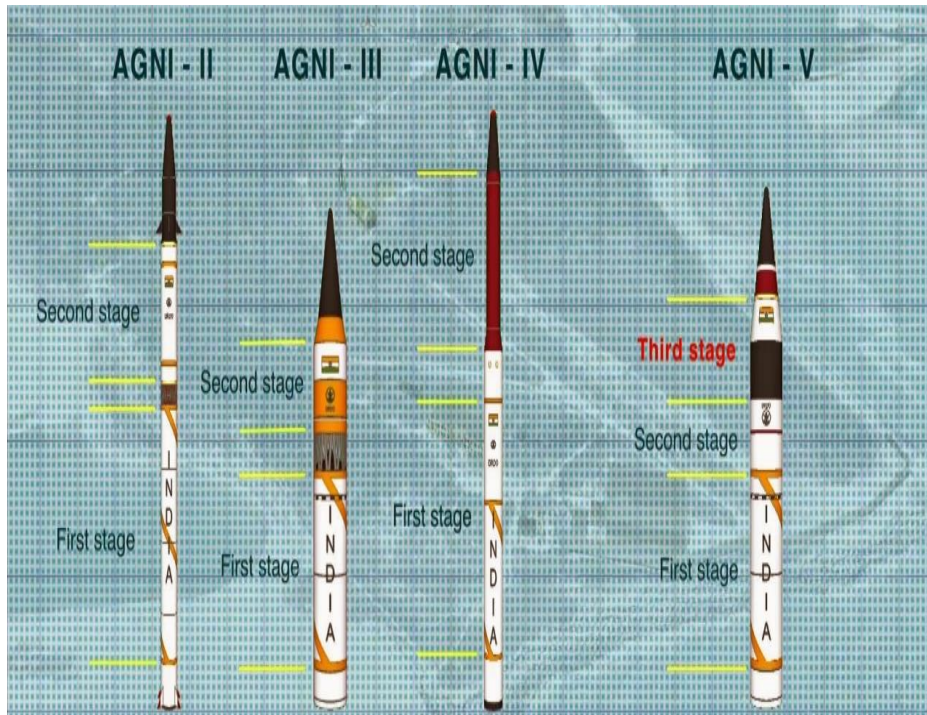 AGNI - II
AGNI - III
AGNI - IV
AGNI - V
Second stage
First stage
INDIA
Second stage
First stage
INDIA
Second stage
First stage
INDIA
Third stage
Second stage
First stage
INDIA